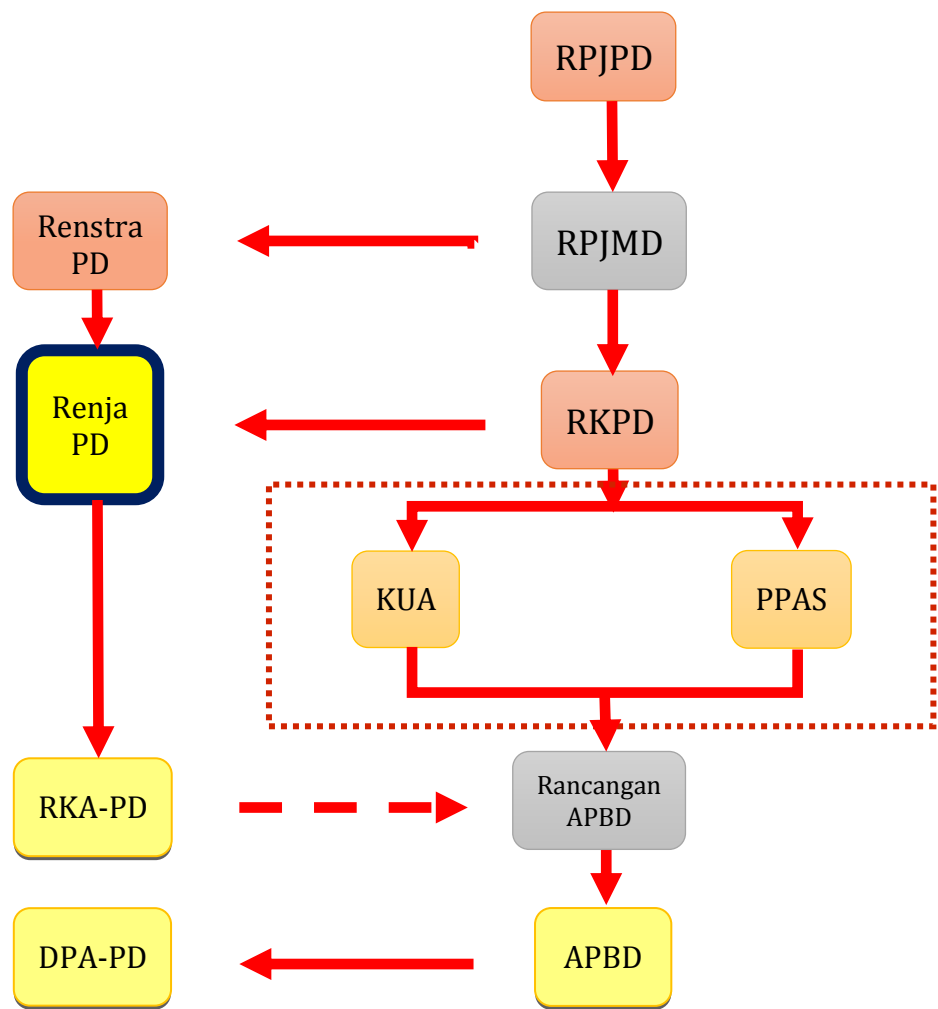 RPJPD
Renstra
PD
RPJMD
Renja
PD
RKPD
KUA
PPAS
RKA-PD
Rancangan
APBD
DPA-PD
APBD